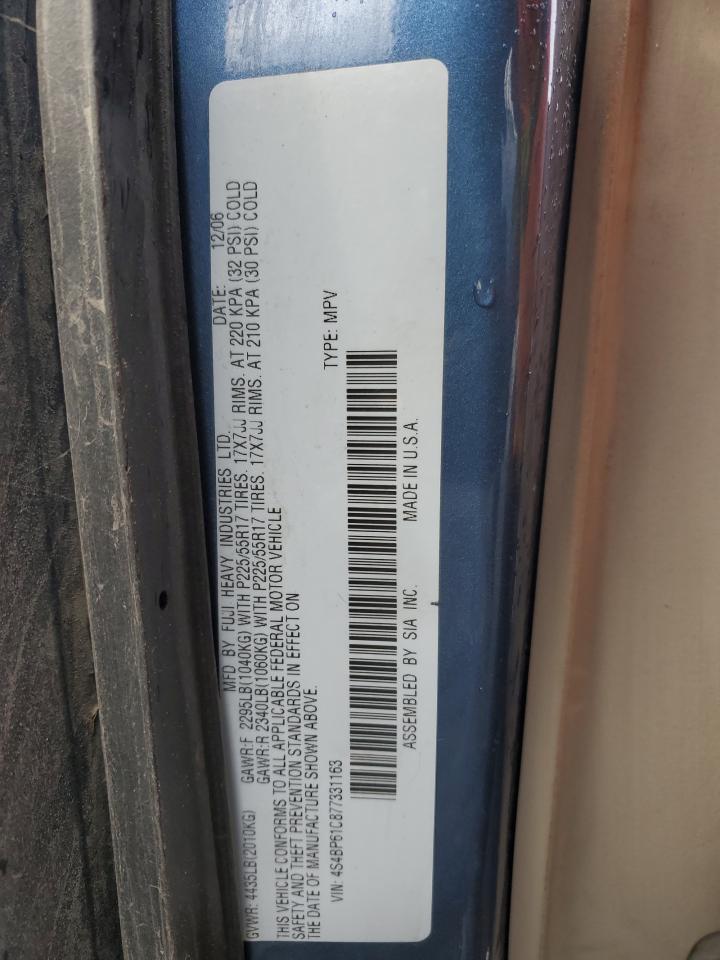 MFD BY FUJI HEAVY INDUSTRIES LTD. DATE: 12/06
GVWR: 4435LB(2010KG) GAWR:F 2295LB(1040KG) WITH P225/55R17 TIRES. 17X7JJ RIMS. AT 220 KPA (32 PSI) COLD
GAWR:R 2340LB(1060KG) WITH P225/55R17 TIRES. 17X7JJ RIMS. AT 210 KPA (30 PSI) COLD
THIS VEHICLE CONFORMS TO ALL APPLICABLE FEDERAL MOTOR VEHICLE
SAFETY AND THEFT PREVENTION STANDARDS IN EFFECT ON
THE DATE OF MANUFACTURE SHOWN ABOVE.
VIN: 4S4BP61C877331163 TYPE: MPV
ASSEMBLED BY SIA INC. MADE IN U.S.A.